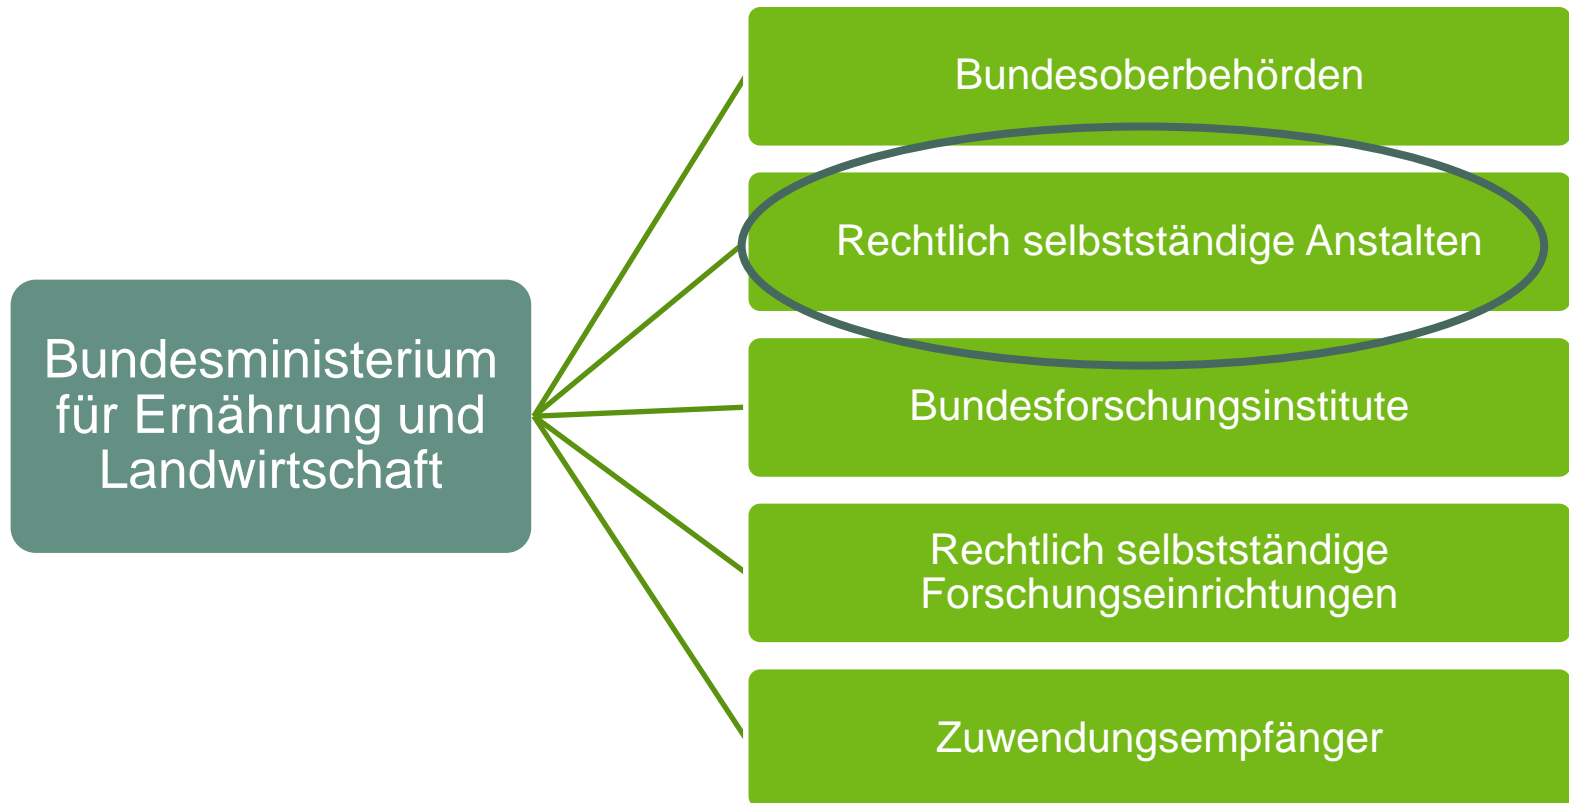 Bundesministerium
für Ernährung und
Landwirtschaft
Bundesoberbehörden
Rechtlich selbstständige Anstalten
Bundesforschungsinstitute
Rechtlich selbstständige
Forschungseinrichtungen
Zuwendungsempfänger